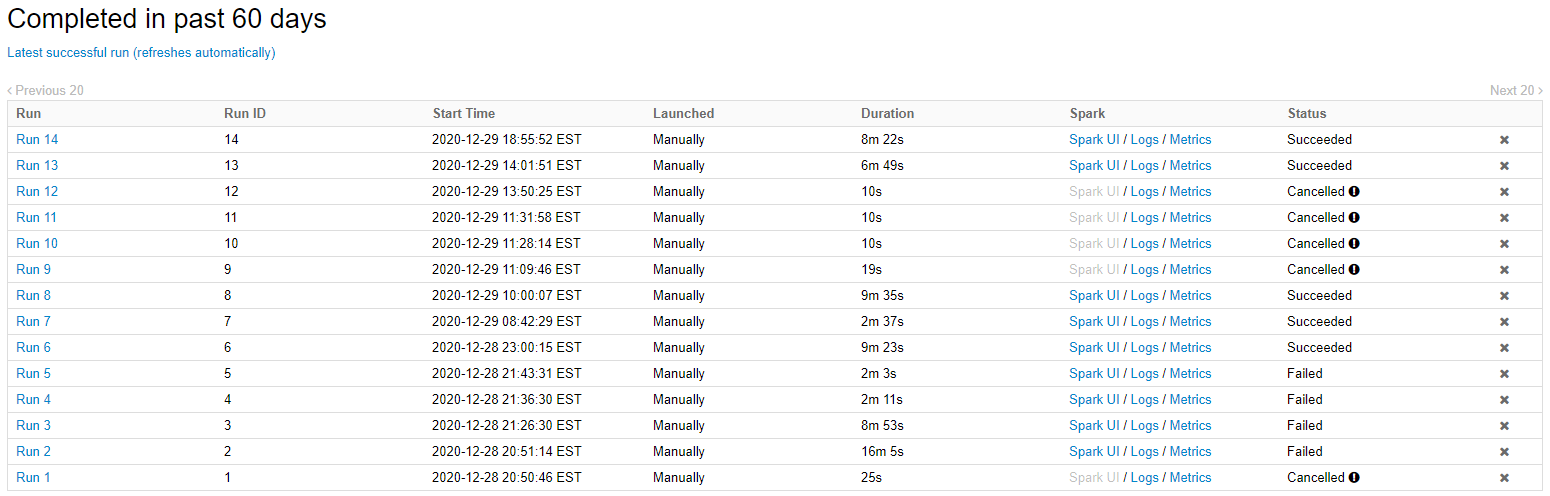 Completed in past 60 days
Latest successful run (refreshes automatically)
‹ Previous 20 Next 20 ›
Run Run ID Start Time Launched Duration Spark Status
Run 14 14 2020-12-29 18:55:52 EST Manually 8m 22s Spark UI / Logs / Metrics Succeeded
Run 13 13 2020-12-29 14:01:51 EST Manually 6m 49s Spark UI / Logs / Metrics Succeeded
Run 12 12 2020-12-29 13:50:25 EST Manually 10s Spark UI / Logs / Metrics Cancelled
Run 11 11 2020-12-29 11:31:58 EST Manually 10s Spark UI / Logs / Metrics Cancelled
Run 10 10 2020-12-29 11:28:14 EST Manually 10s Spark UI / Logs / Metrics Cancelled
Run 9 9 2020-12-29 11:09:46 EST Manually 19s Spark UI / Logs / Metrics Cancelled
Run 8 8 2020-12-29 10:00:07 EST Manually 9m 35s Spark UI / Logs / Metrics Succeeded
Run 7 7 2020-12-29 08:42:29 EST Manually 2m 37s Spark UI / Logs / Metrics Succeeded
Run 6 6 2020-12-28 23:00:15 EST Manually 9m 23s Spark UI / Logs / Metrics Succeeded
Run 5 5 2020-12-28 21:43:31 EST Manually 2m 3s Spark UI / Logs / Metrics Failed
Run 4 4 2020-12-28 21:36:30 EST Manually 2m 11s Spark UI / Logs / Metrics Failed
Run 3 3 2020-12-28 21:26:30 EST Manually 8m 53s Spark UI / Logs / Metrics Failed
Run 2 2 2020-12-28 20:51:14 EST Manually 16m 5s Spark UI / Logs / Metrics Failed
Run 1 1 2020-12-28 20:50:46 EST Manually 25s Spark UI / Logs / Metrics Cancelled